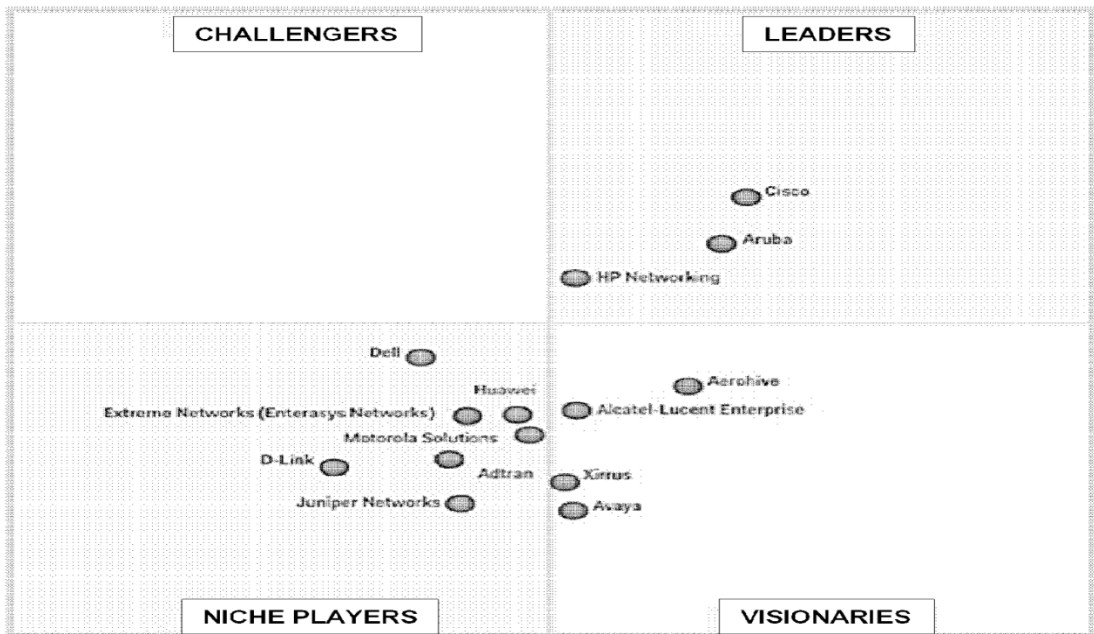 CHALLENGERS
LEADERS
Cisco
Aruba
HP Networking
Dell
Huawei
Aerohive
Extreme Networks (Enterasys Networks)
Alcatel-Lucent Enterprise
Motorola Solutions
D-Link
Adtran
Xirrus
Juniper Networks
Avaya
NICHE PLAYERS
VISIONARIES